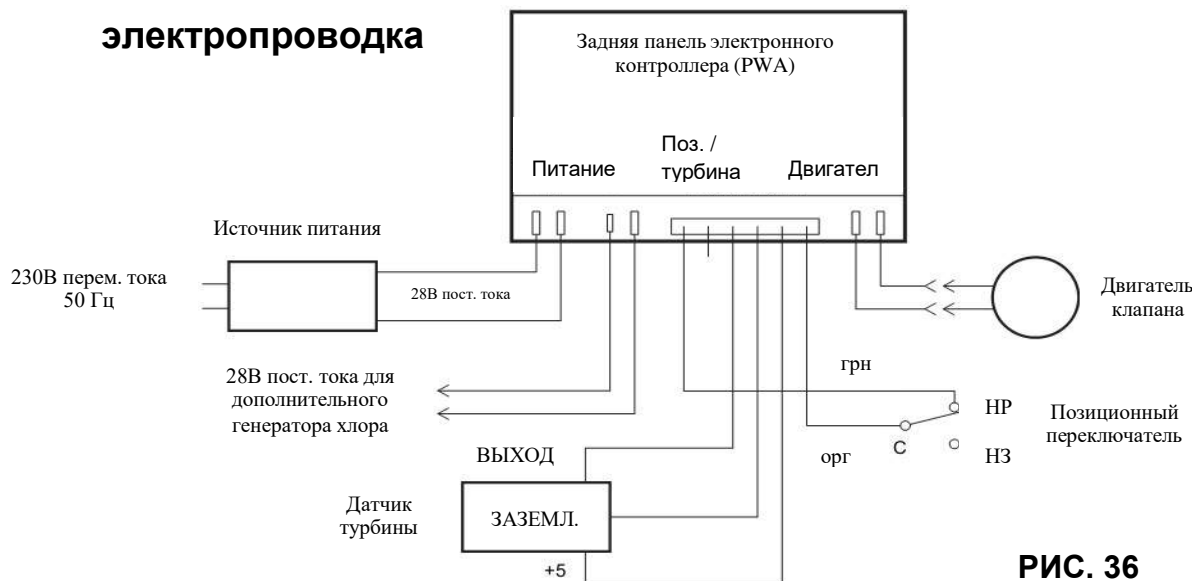 электропроводка
Задняя панель электронного
контроллера (PWA)
Питание
Поз. /
турбина
Двигател
Источник питания
230В перем. тока
50 Гц
28В пост. тока
Двигатель
клапана
28В пост. тока для
дополнительного
генератора хлора
грн
НР
С
НЗ
орг
Позиционный
переключатель
ВЫХОД
Датчик
турбины
ЗАЗЕМЛ.
+5
РИС. 36